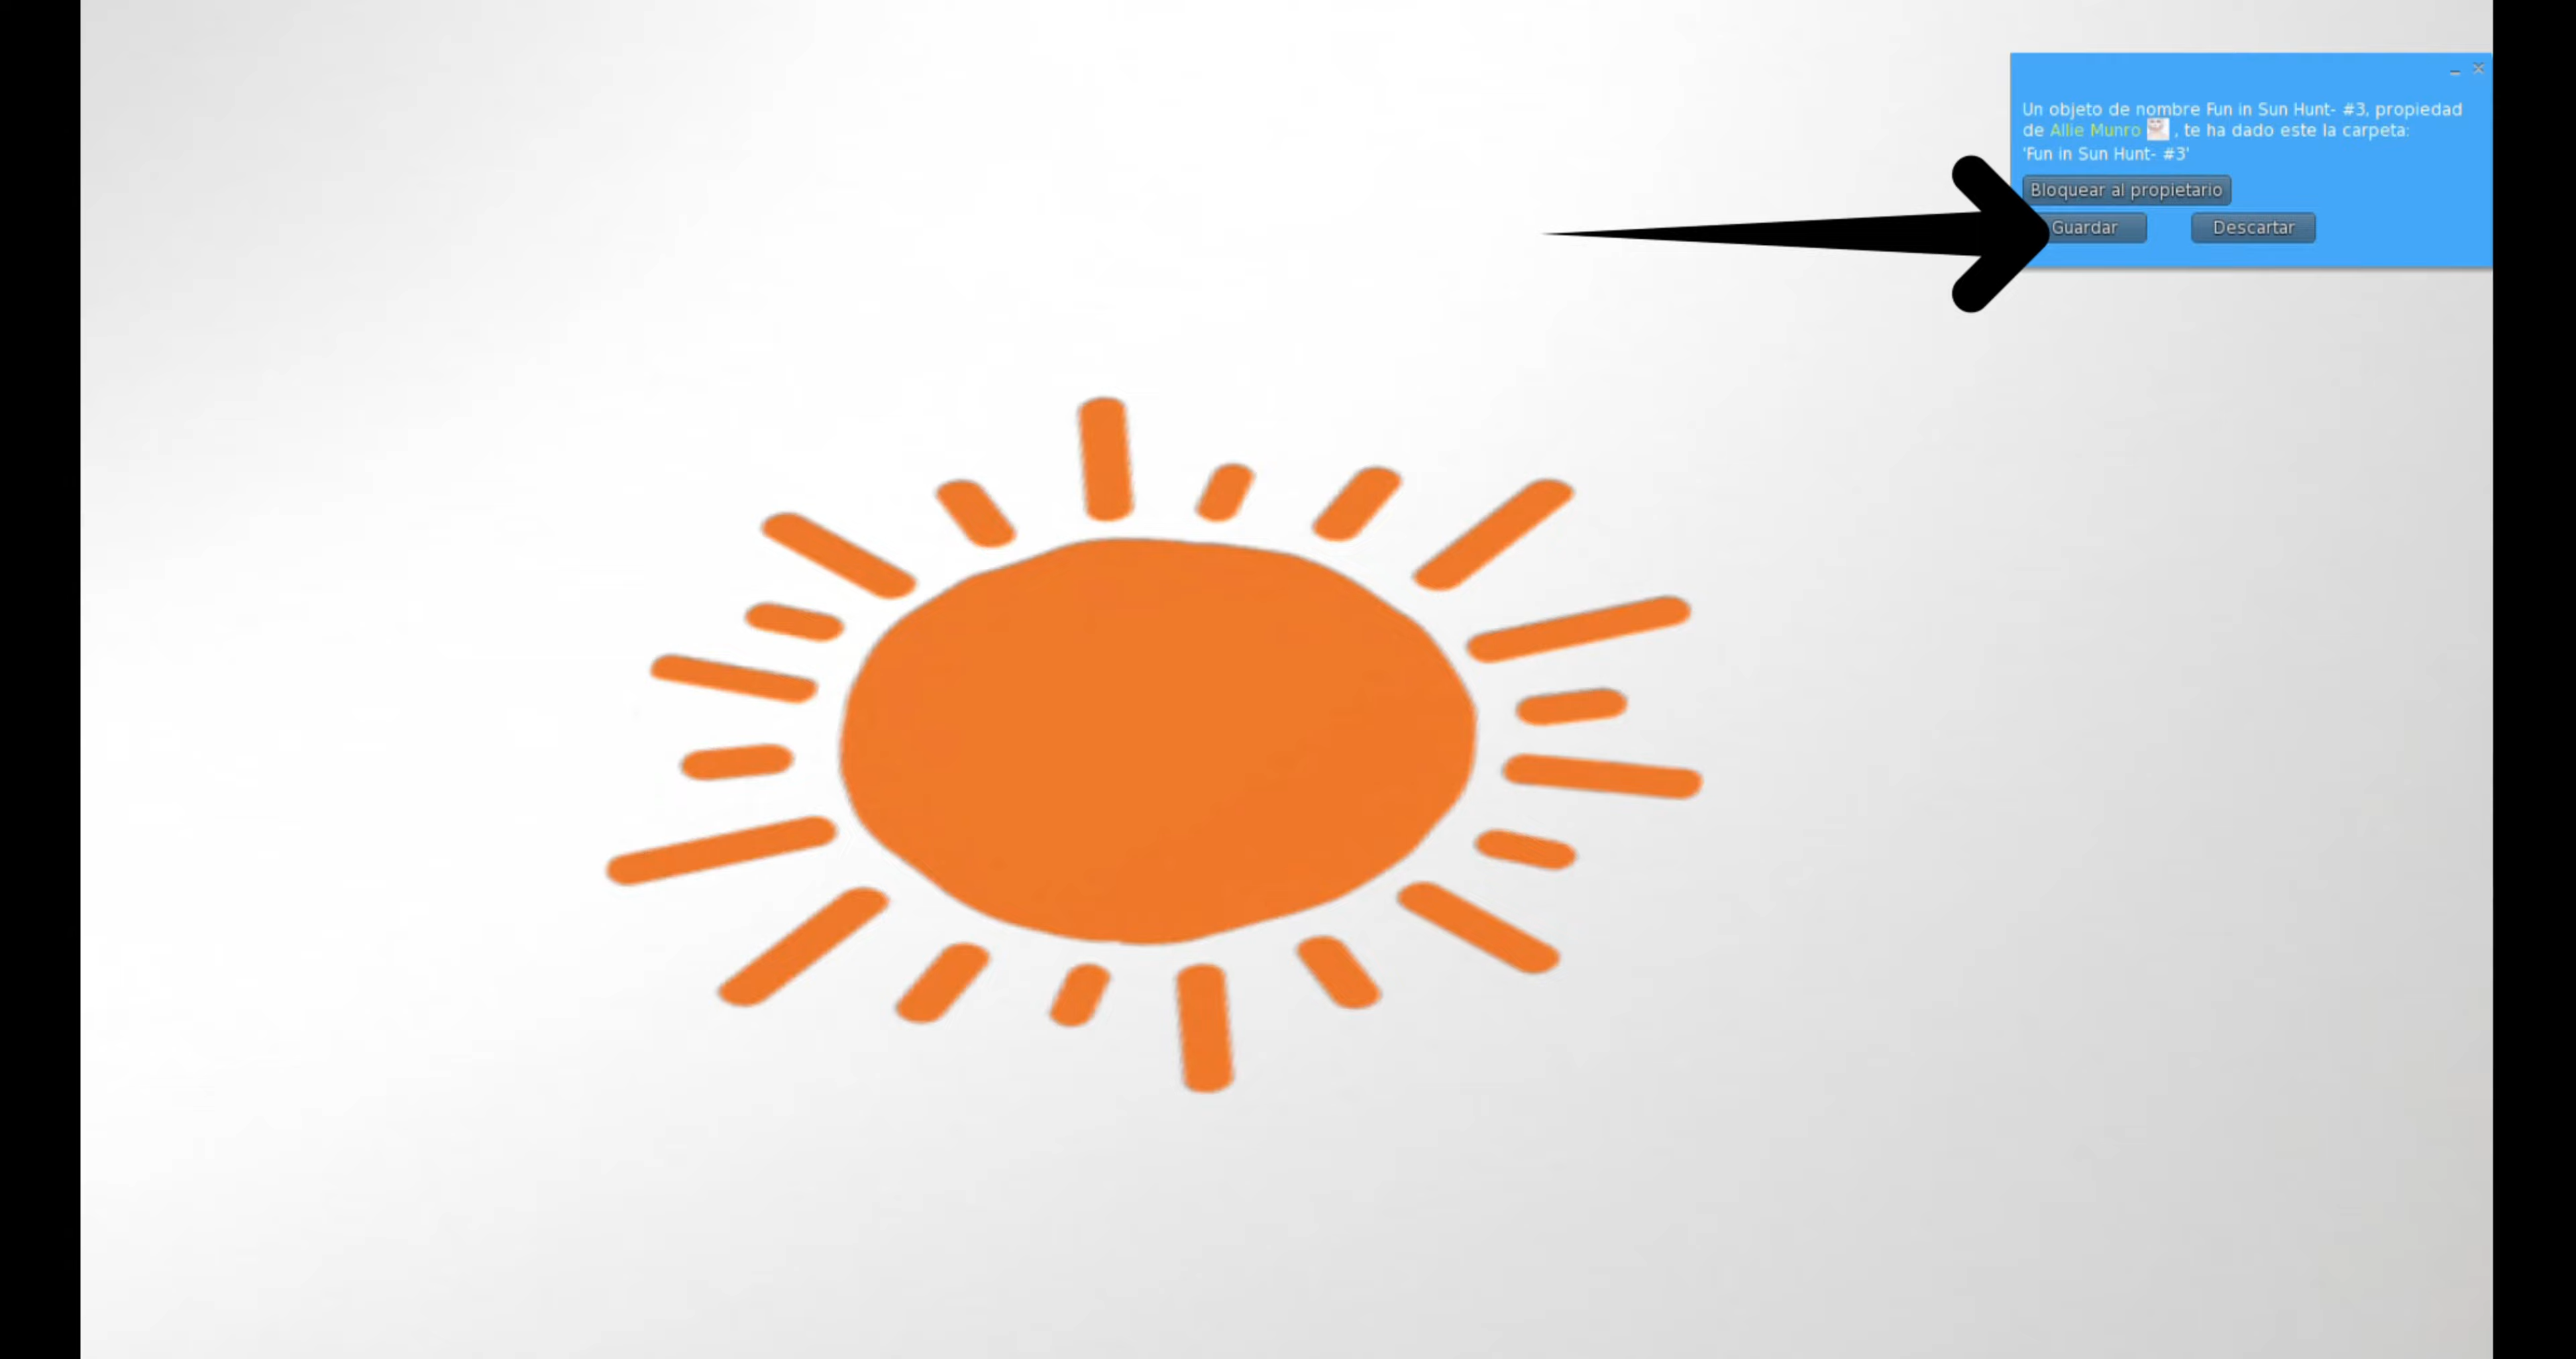 Un objeto de nombre Fun in Sun Hunt- #3, propiedad
de Allie Munro , te ha dado este la carpeta:
'Fun in Sun Hunt- #3'
Bloquear al propietario
Guardar Descartar